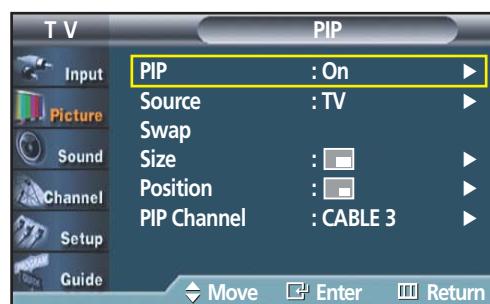 TV PIP
Input
Picture
Sound
Channel
Setup
Guide
PIP : On
Source : TV
Swap
Size :
Position :
PIP Channel : CABLE 3
Move Enter Return